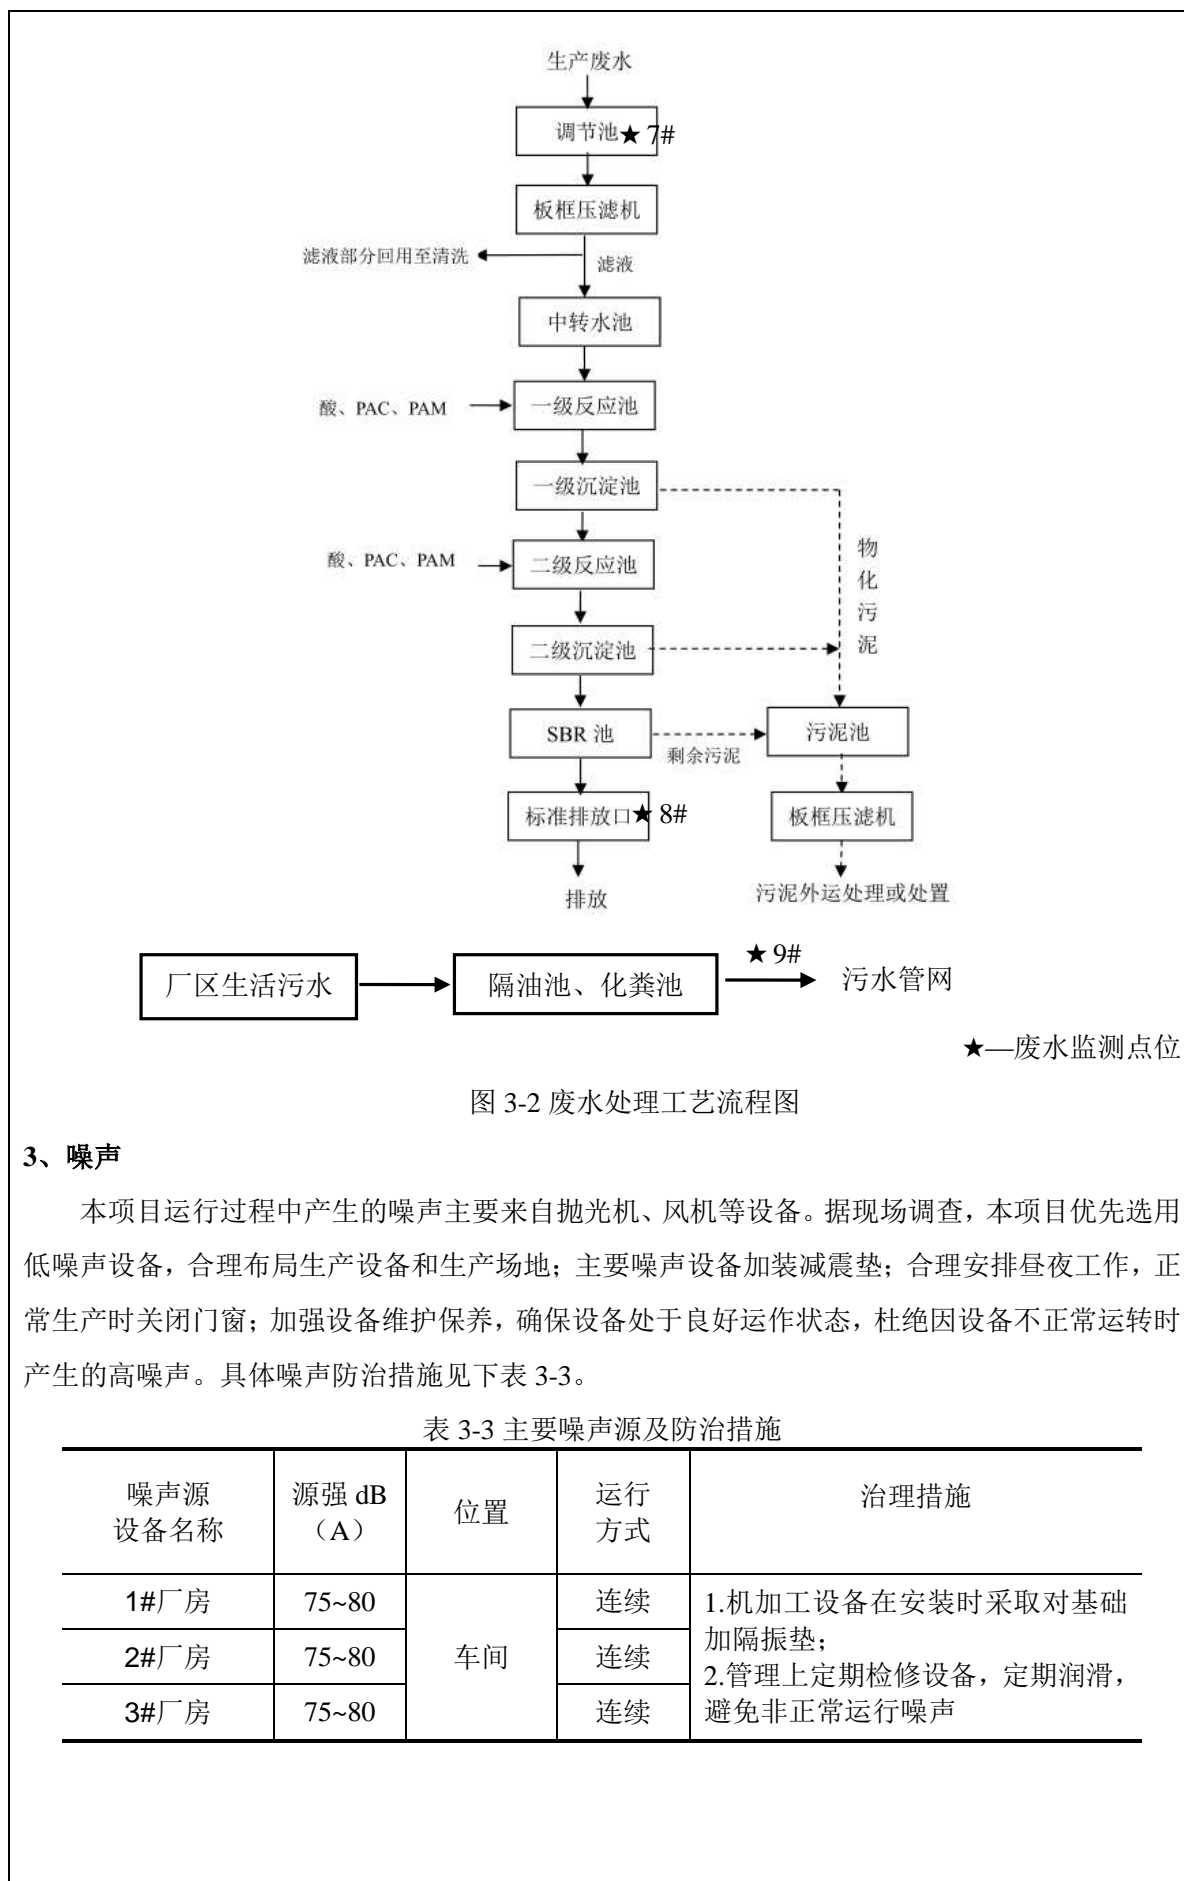 生产废水
调节池★ 7#
板框压滤机
滤液部分回用至清洗
滤液
中转水池
酸、PAC、PAM
一级反应池
一级沉淀池
酸、PAC、PAM
二级反应池
物化污泥
二级沉淀池
SBR 池
剩余污泥
污泥池
标准排放口★ 8#
板框压滤机
排放
污泥外运处理或处置
厂区生活污水
隔油池、化粪池
★ 9#
污水管网
★—废水监测点位
图 3-2 废水处理工艺流程图
3、噪声
本项目运行过程中产生的噪声主要来自抛光机、风机等设备。据现场调查，本项目优先选用
低噪声设备，合理布局生产设备和生产场地；主要噪声设备加装减震垫；合理安排昼夜工作，正
常生产时关闭门窗；加强设备维护保养，确保设备处于良好运作状态，杜绝因设备不正常运转时
产生的高噪声。具体噪声防治措施见下表 3-3。
表 3-3 主要噪声源及防治措施
噪声源
设备名称
源强 dB
（A）
位置
运行
方式
治理措施
1#厂房
75~80
车间
连续
1.机加工设备在安装时采取对基础
加隔振垫；
2.管理上定期检修设备，定期润滑，
避免非正常运行噪声
2#厂房
75~80
连续
3#厂房
75~80
连续